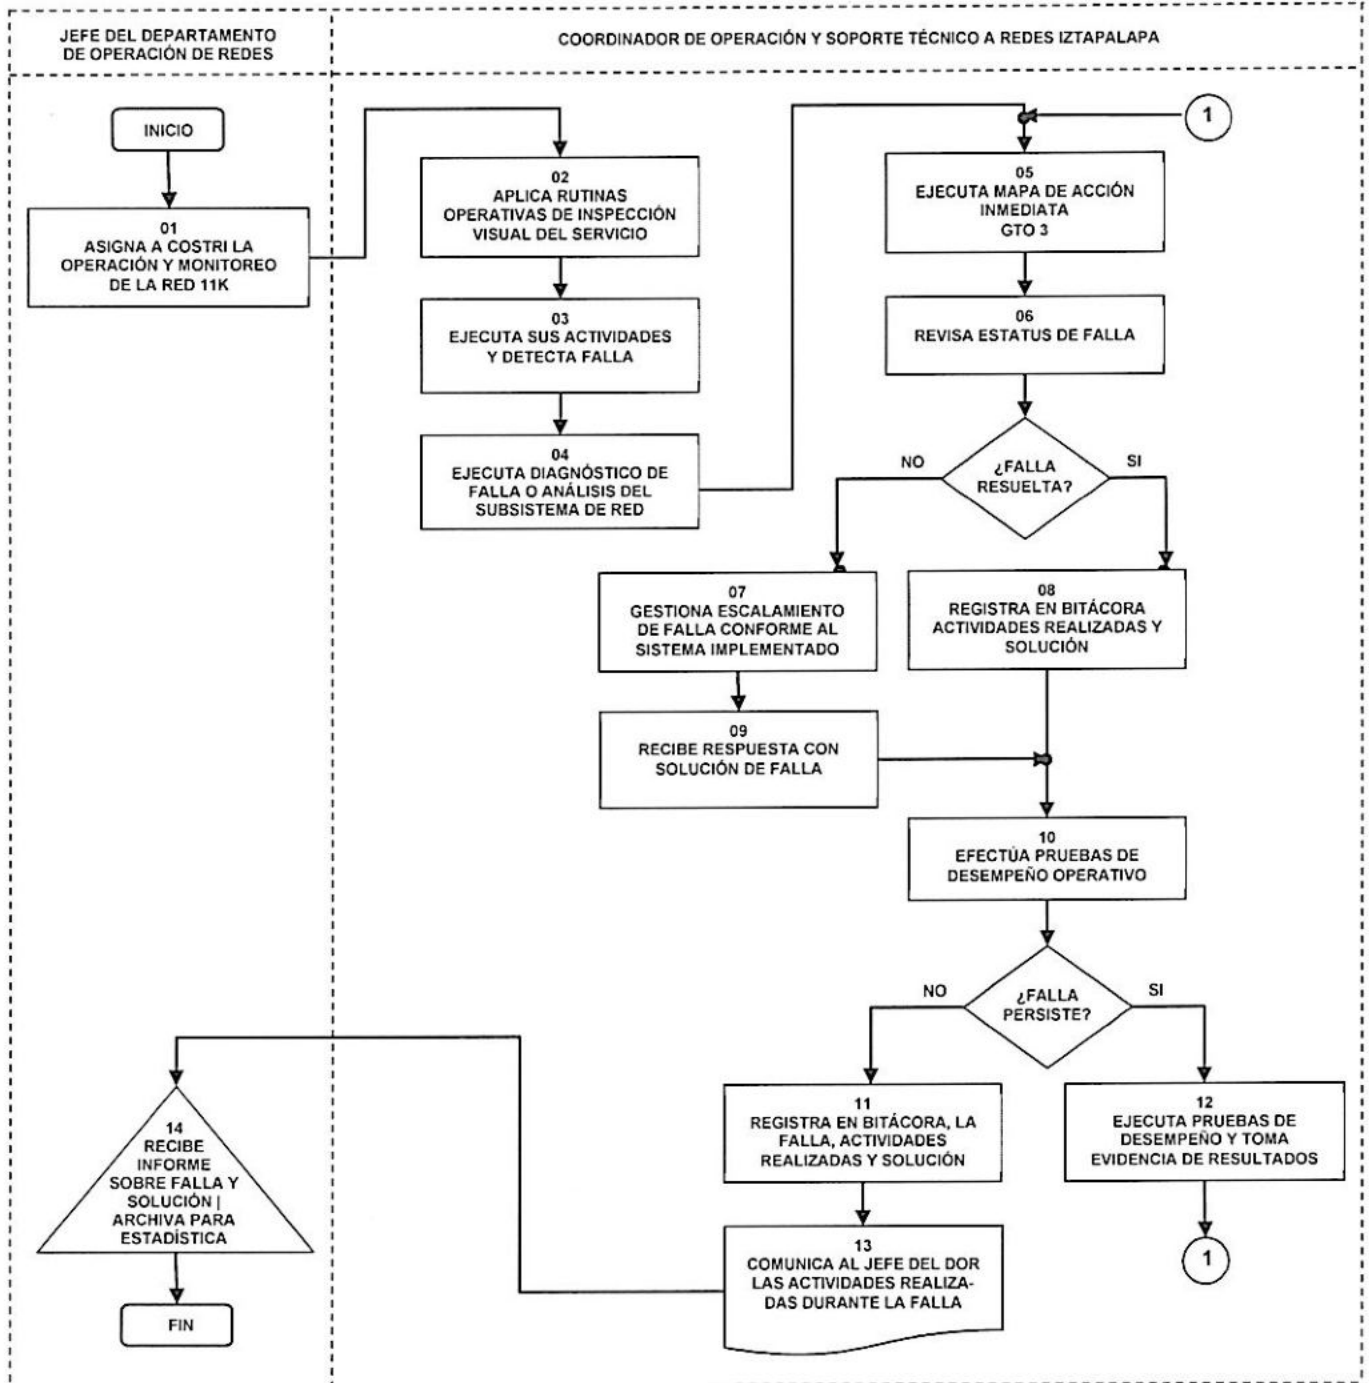 JEFE DEL DEPARTAMENTO
DE OPERACIÓN DE REDES
COORDINADOR DE OPERACIÓN Y SOPORTE TÉCNICO A REDES IZTAPALAPA
INICIO
01
ASIGNA A COSTRI LA
OPERACIÓN Y MONITOREO
DE LA RED 11K
02
APLICA RUTINAS
OPERATIVAS DE INSPECCIÓN
VISUAL DEL SERVICIO
03
EJECUTA SUS ACTIVIDADES
Y DETECTA FALLA
04
EJECUTA DIAGNÓSTICO DE
FALLA O ANÁLISIS DEL
SUBSISTEMA DE RED
1
05
EJECUTA MAPA DE ACCIÓN
INMEDIATA
GTO 3
06
REVISA ESTATUS DE FALLA
NO
¿FALLA
RESUELTA?
SI
07
GESTIONA ESCALAMIENTO
DE FALLA CONFORME AL
SISTEMA IMPLEMENTADO
08
REGISTRA EN BITÁCORA
ACTIVIDADES REALIZADAS Y
SOLUCIÓN
09
RECIBE RESPUESTA CON
SOLUCIÓN DE FALLA
10
EFECTÚA PRUEBAS DE
DESEMPEÑO OPERATIVO
NO
¿FALLA
PERSISTE?
SI
11
REGISTRA EN BITÁCORA, LA
FALLA, ACTIVIDADES
REALIZADAS Y SOLUCIÓN
12
EJECUTA PRUEBAS DE
DESEMPEÑO Y TOMA
EVIDENCIA DE RESULTADOS
1
13
COMUNICA AL JEFE DEL DOR
LAS ACTIVIDADES REALIZA-
DAS DURANTE LA FALLA
14
RECIBE
INFORME
SOBRE FALLA Y
SOLUCIÓN |
ARCHIVA PARA
ESTADÍSTICA
FIN